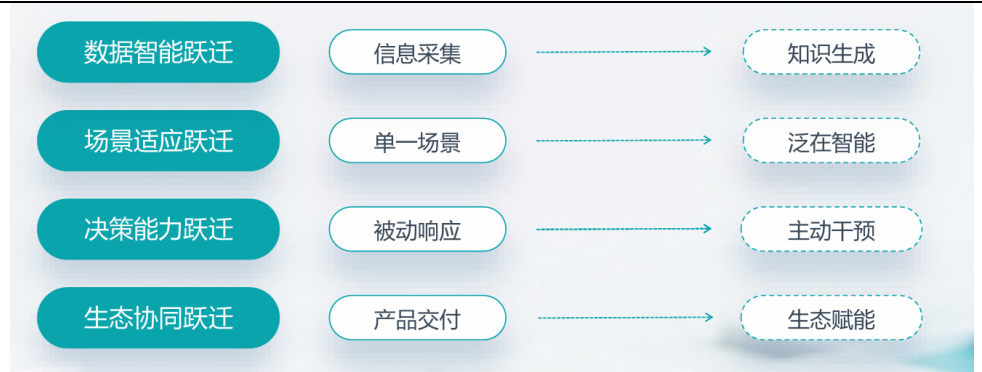 数据智能跃迁 信息采集 知识生成
场景适应跃迁 单一场景 泛在智能
决策能力跃迁 被动响应 主动干预
生态协同跃迁 产品交付 生态赋能